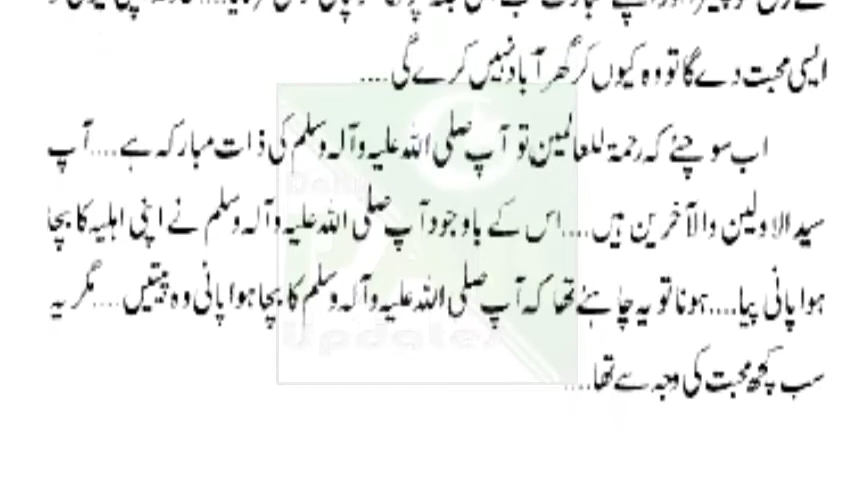 ایسی محبت دے گا تو وہ کیوں کر گھر آباد نہیں کرے گی....
اب سوچئے کہ رحمۃ للعالمین تو آپ صلی اللہ علیہ وآلہ وسلم کی ذات مبارکہ ہے....آپ
سید الاولین والآخرین ہیں....اس کے باوجود آپ صلی اللہ علیہ وآلہ وسلم نے اپنی اہلیہ کا بچا
ہوا پانی پیا....ہونا تو یہ چاہئے تھا کہ آپ صلی اللہ علیہ وآلہ وسلم کا بچا ہوا پانی وہ پیتیں....مگر یہ
سب کچھ محبت کی وجہ سے تھا....
Updates